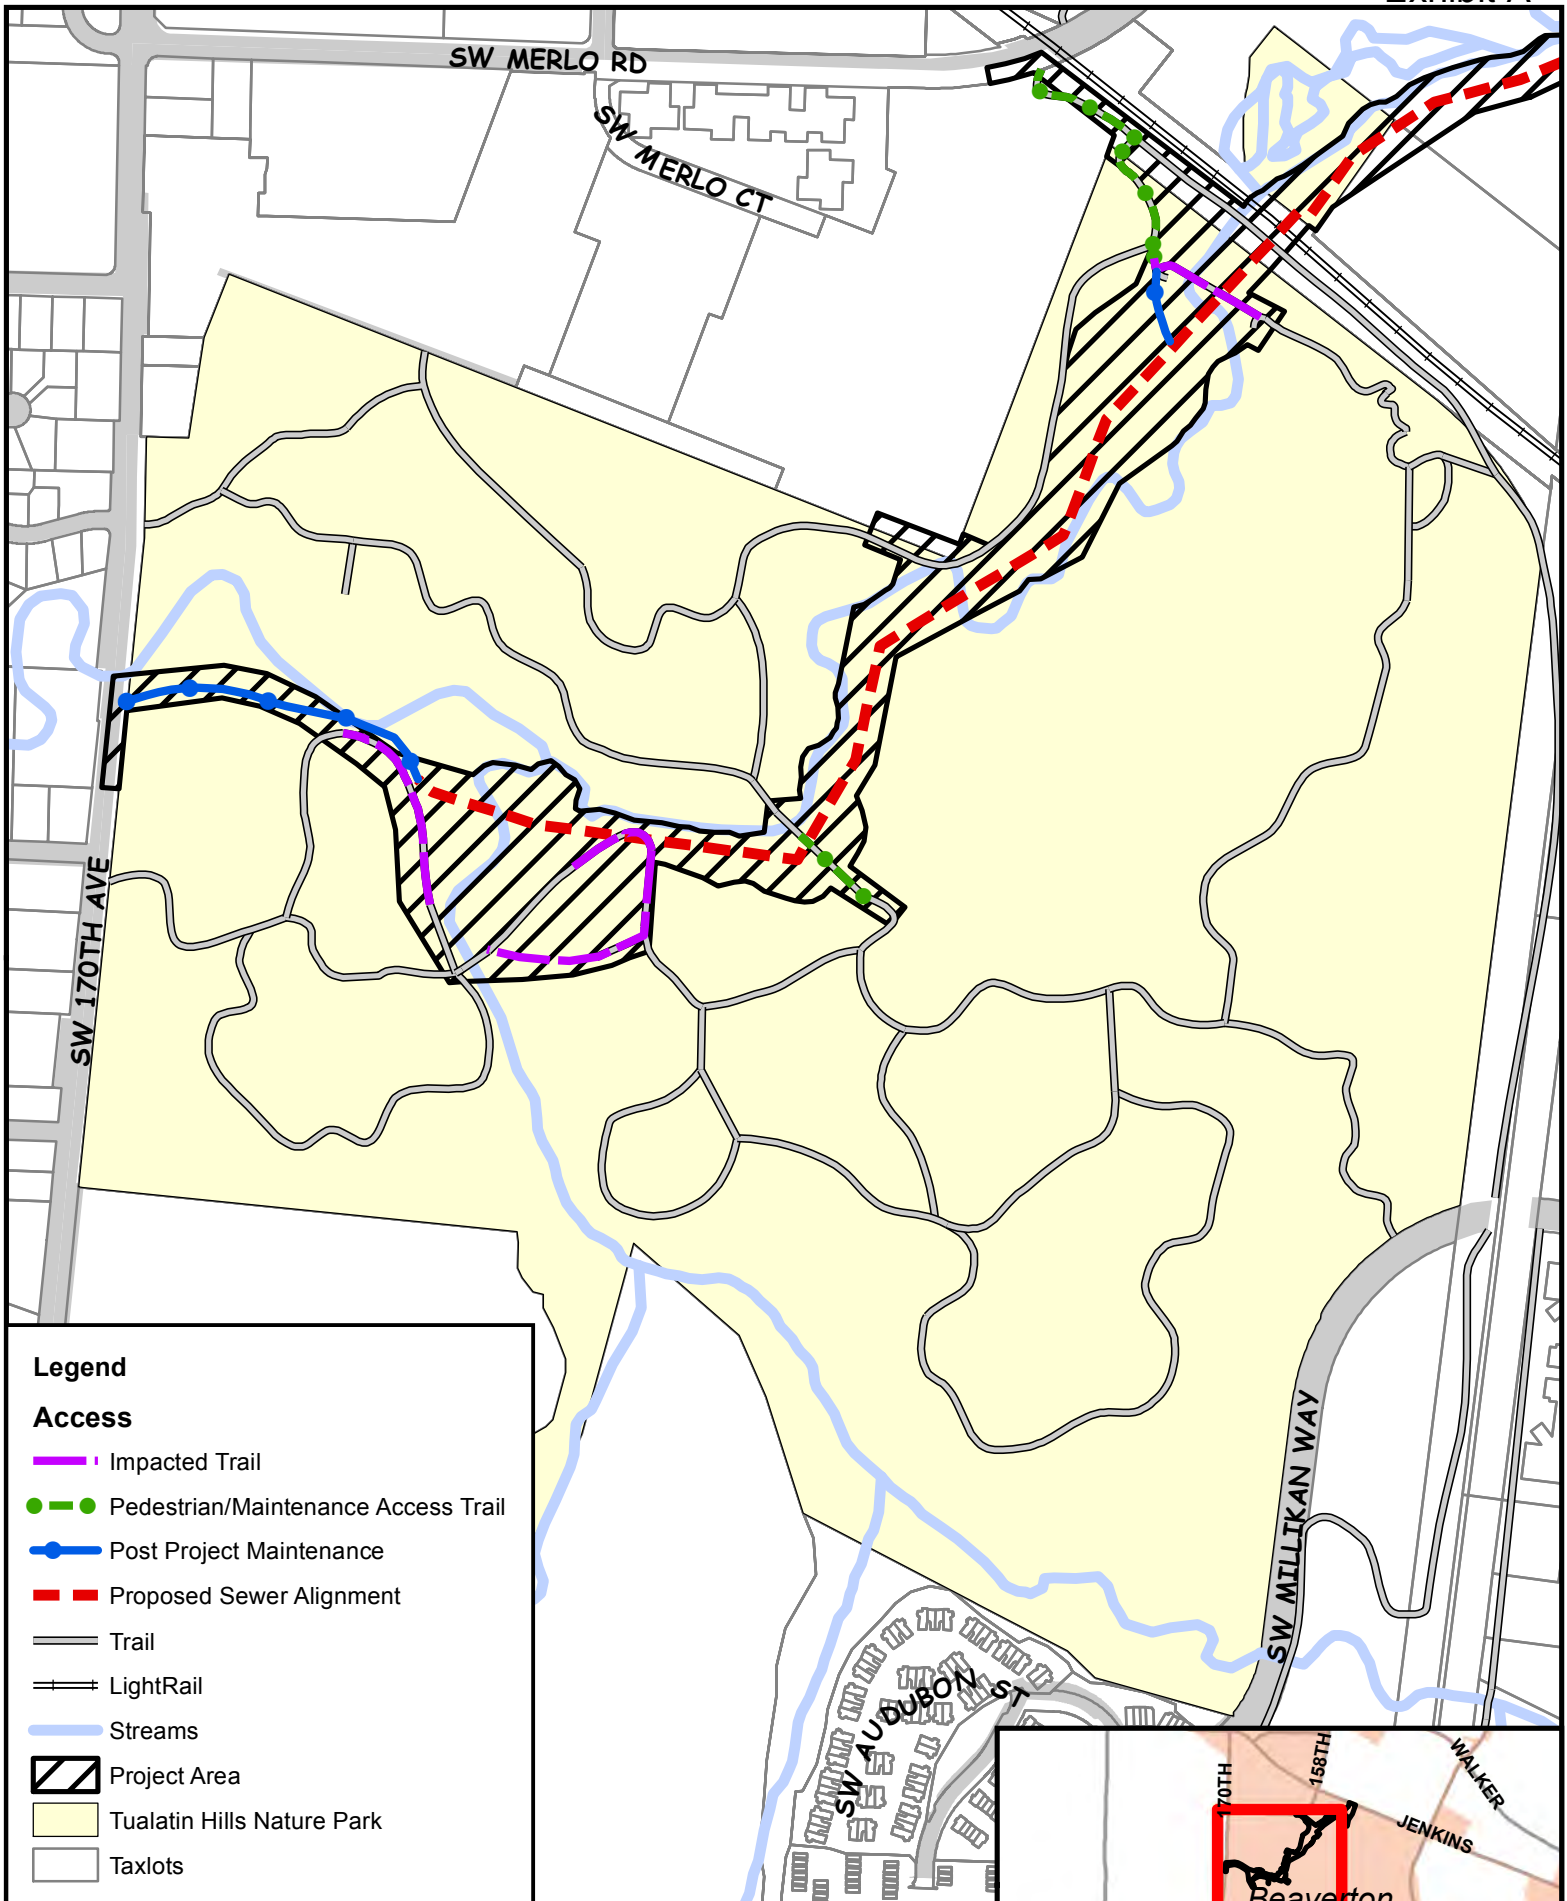 SW MERLO RD
SW MERLO CT
SW 170TH AVE
SW MILLIKAN WAY
SW AUDUBON ST
Legend
Access
Impacted Trail
Pedestrian/Maintenance Access Trail
Post Project Maintenance
Proposed Sewer Alignment
Trail
LightRail
Streams
Project Area
Tualatin Hills Nature Park
Taxlots
170TH
158TH
WALKER
JENKINS
Beaverton